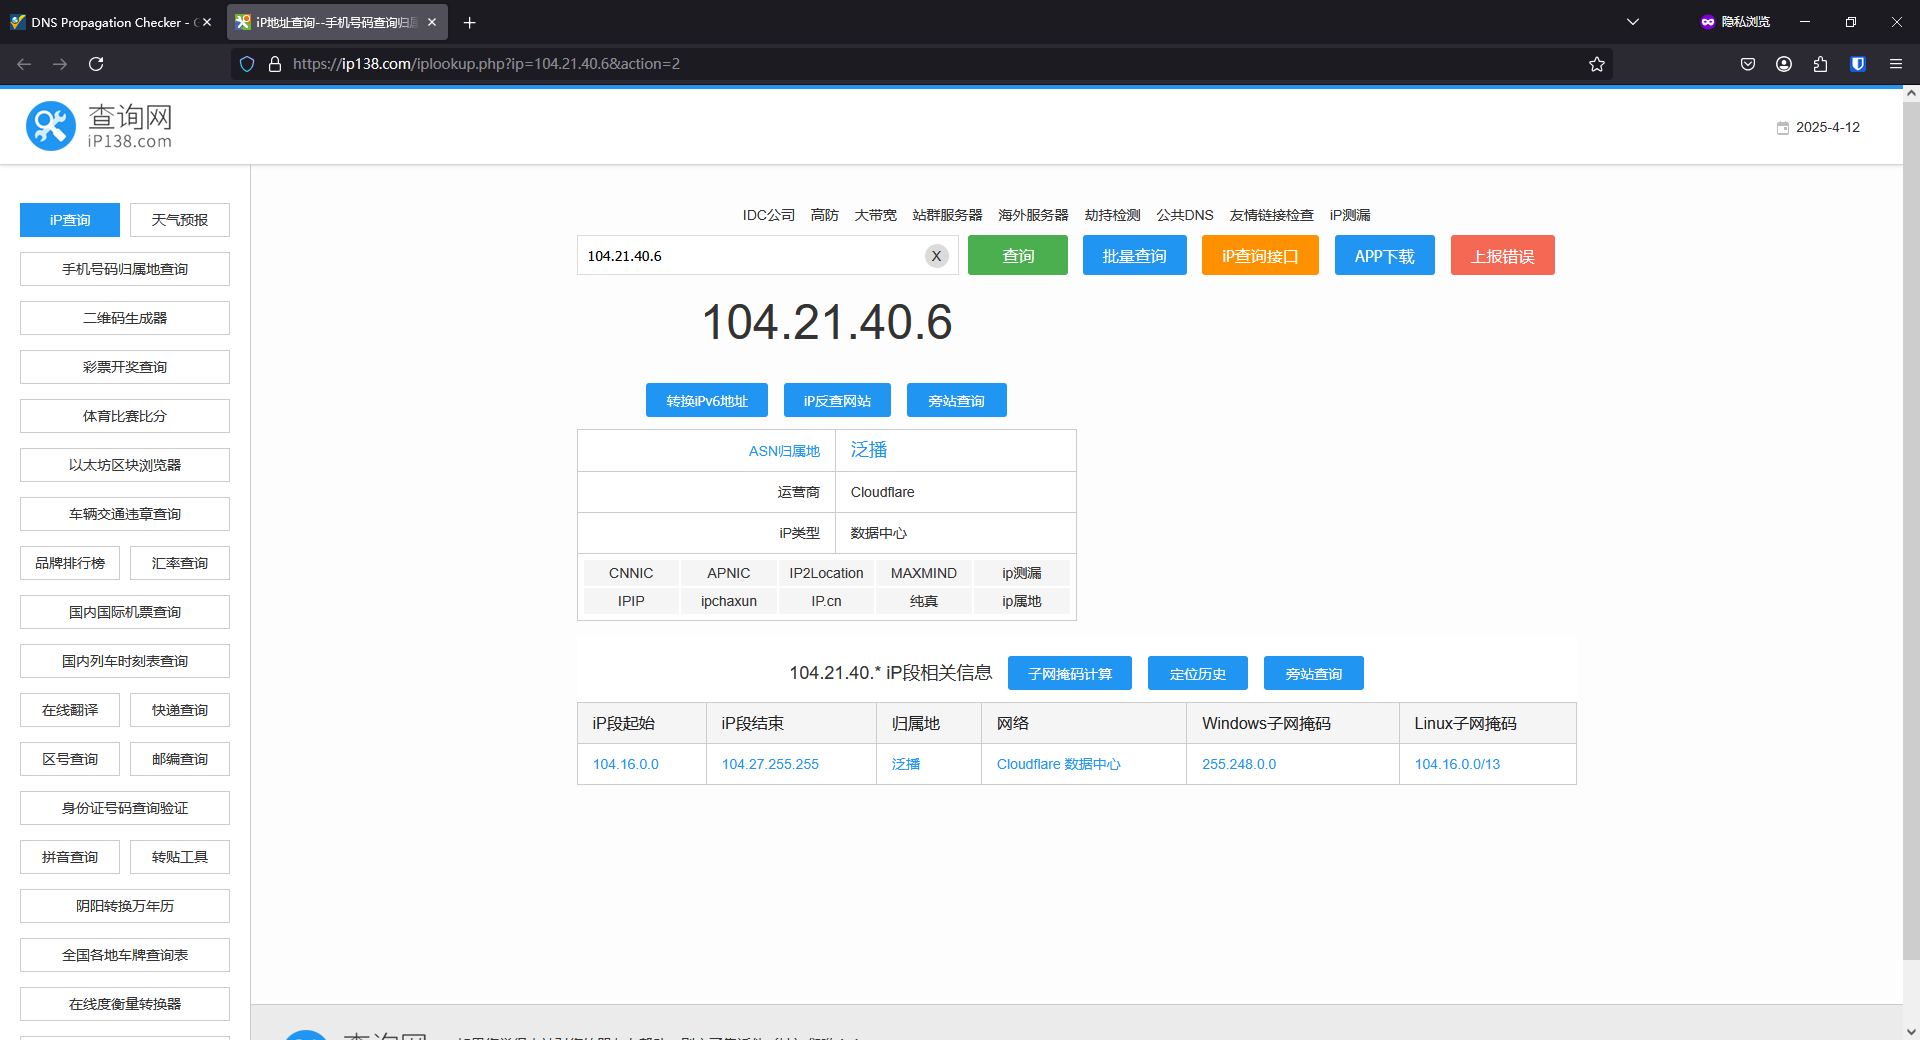 DNS Propagation Checker -
iP地址查询--手机号码查询归属
隐私浏览
https://ip138.com/iplookup.php?ip=104.21.40.6&action=2
查询网
iP138.com
2025-4-12
iP查询
天气预报
手机号码归属地查询
二维码生成器
彩票开奖查询
体育比赛比分
以太坊区块浏览器
车辆交通违章查询
品牌排行榜
汇率查询
国内国际机票查询
国内列车时刻表查询
在线翻译
快递查询
区号查询
邮编查询
身份证号码查询验证
拼音查询
转贴工具
阴阳转换万年历
全国各地车牌查询表
在线度衡量转换器
IDC公司 高防 大带宽 站群服务器 海外服务器 劫持检测 公共DNS 友情链接检查 iP测漏
104.21.40.6
X
查询
批量查询
iP查询接口
APP下载
上报错误
104.21.40.6
转换iPv6地址
iP反查网站
旁站查询
ASN归属地 泛播
运营商 Cloudflare
iP类型 数据中心
CNNIC APNIC IP2Location MAXMIND ip测漏
IPIP ipchaxun IP.cn 纯真 ip属地
104.21.40.* iP段相关信息
子网掩码计算
定位历史
旁站查询
iP段起始 iP段结束 归属地 网络 Windows子网掩码 Linux子网掩码
104.16.0.0 104.27.255.255 泛播 Cloudflare 数据中心 255.248.0.0 104.16.0.0/13
查询网